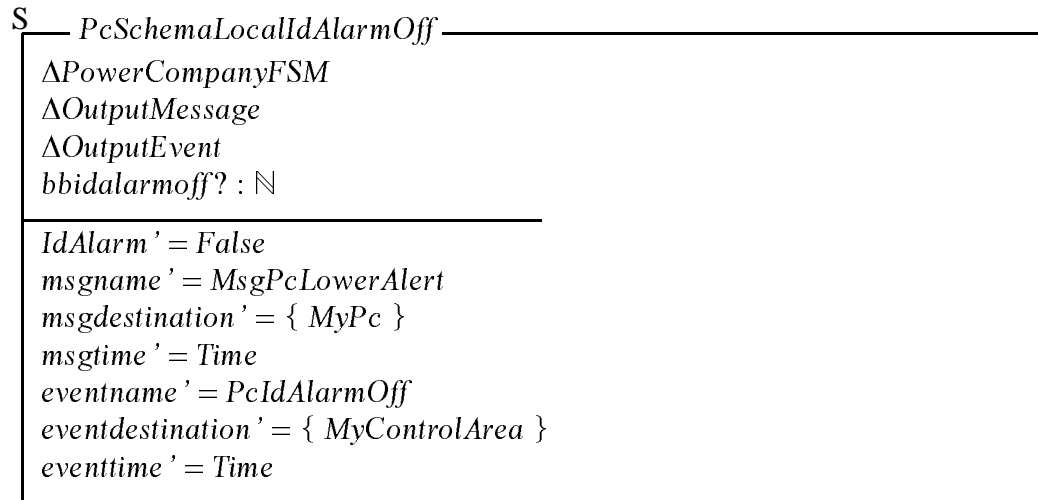 S
PcSchemaLocalIdAlarmOff
ΔPowerCompanyFSM
ΔOutputMessage
ΔOutputEvent
bbidalarmoff? : ℕ
IdAlarm' = False
msgname' = MsgPcLowerAlert
msgdestination' = { MyPc }
msgtime' = Time
eventname' = PcIdAlarmOff
eventdestination' = { MyControlArea }
eventtime' = Time